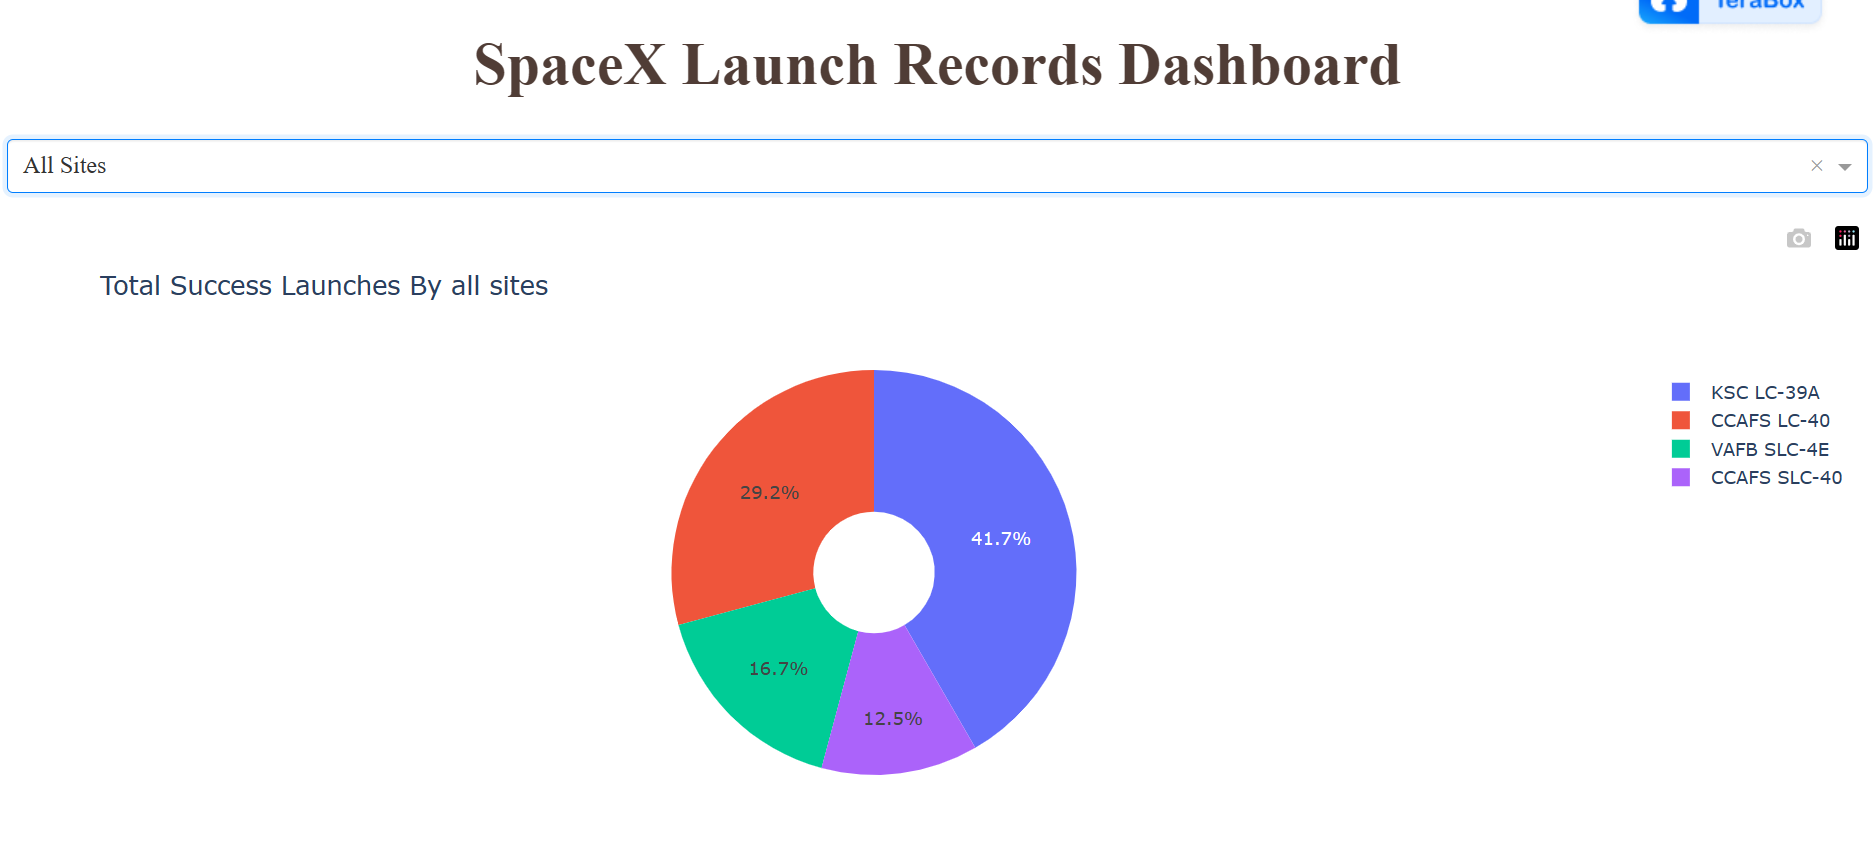 TeraBox
SpaceX Launch Records Dashboard
All Sites
Total Success Launches By all sites
KSC LC-39A
CCAFS LC-40
VAFB SLC-4E
CCAFS SLC-40
29.2%
41.7%
16.7%
12.5%